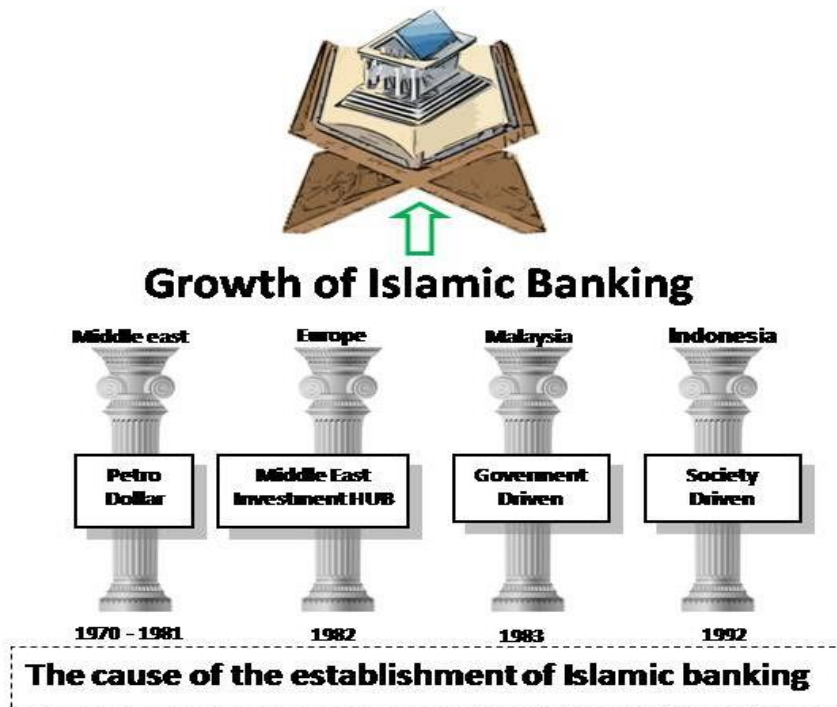 Growth of Islamic Banking
Middle east Europe Malaysia Indonesia
Petro Dollar
Middle East Investment HUB
Government Driven
Society Driven
1970 - 1981 1982 1983 1992
The cause of the establishment of Islamic banking